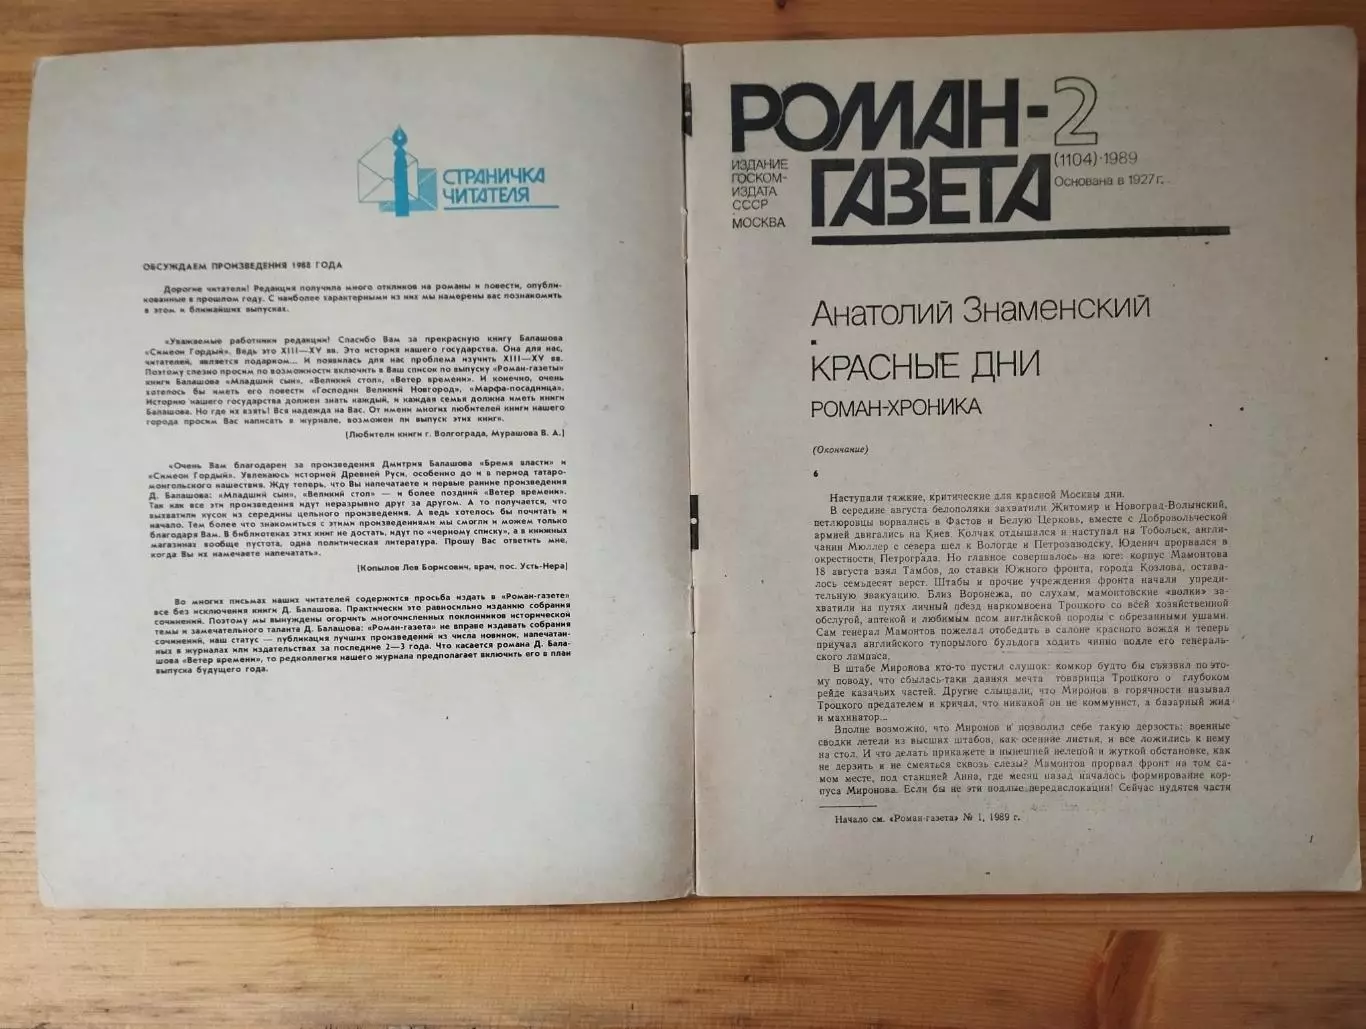 СТРАНИЧКА
ЧИТАТЕЛЯ
ОБСУЖДАЕМ ПРОИЗВЕДЕНИЯ 1988 ГОДА
Дорогие читатели! Редакция получила много откликов на романы и повести, опубли-
кованные в прошлом году. С наиболее характерными из них мы намерены вас познакомить
в этом и ближайших выпусках.
«Уважаемые работники редакции! Спасибо Вам за прекрасную книгу Балашова
«Симеон Гордый». Ведь это XIII—XV вв. Это история нашего государства. Она для нас,
читателей, является подарком... И появилась для нас проблема изучить XIII—XV вв.
Поэтому слезно просим по возможности включить в Ваш список по выпуску «Роман-газеты»
книги Балашова «Младший сын», «Великий стол», «Ветер времени». И конечно, очень
хотелось бы иметь его повести «Господин Великий Новгород», «Марфа-посадница».
Историю нашего государства должен знать каждый, и каждая семья должна иметь книги
Балашова. Но где их взять! Вся надежда на Вас. От имени многих любителей книги нашего
города просим Вас написать в журнале, возможен ли выпуск этих книг».
(Любители книги г. Волгограда, Мурашова В. А.)
«Очень Вам благодарен за произведения Дмитрия Балашова «Бремя власти» и
«Симеон Гордый». Увлекаюсь историей Древней Руси, особенно до и в период татаро-
монгольского нашествия. Жду теперь, что Вы напечатаете и первые ранние произведения
Д. Балашова: «Младший сын», «Великий стол» — и более поздний «Ветер времени».
Так как все эти произведения идут неразрывно друг за другом. А то получается, что
выхватили кусок из середины цельного произведения. А ведь хотелось бы почитать и
начало. Тем более что знакомиться с этими произведениями мы смогли и можем только
благодаря Вам. В библиотеках этих книг не достать, идут по «черному списку», а в книжных
магазинах вообще пустота, одна политическая литература. Прошу Вас ответить мне,
когда Вы их намечаете напечатать».
(Копылов Лев Борисович, врач, пос. Усть-Нера)
Во многих письмах наших читателей содержится просьба издать в «Роман-газете»
все без исключения книги Д. Балашова. Практически это равносильно изданию собрания
сочинений. Поэтому мы вынуждены огорчить многочисленных поклонников исторической
темы и замечательного таланта Д. Балашова: «Роман-газета» не вправе издавать собрания
сочинений, наш статус — публикация лучших произведений из числа новинок, напечатан-
ных в журналах или издательствах за последние 2—3 года. Что касается романа Д. Бала-
шова «Ветер времени», то редколлегия нашего журнала предполагает включить его в план
выпуска будущего года.
РОМАН-2
ГАЗЕТА
ИЗДАНИЕ
ГОСКОМ-
ИЗДАТА
СССР
МОСКВА
(1104)·1989
Основана в 1927 г.
Анатолий Знаменский
КРАСНЫЕ ДНИ
РОМАН-ХРОНИКА
(Окончание)
6
Наступали тяжкие, критические для красной Москвы дни.
В середине августа белополяки захватили Житомир и Новоград-Волынский,
петлюровцы ворвались в Фастов и Белую Церковь, вместе с Добровольческой
армией двигались на Киев. Колчак отдышался и наступал на Тобольск, англи-
чанин Мюллер с севера шел к Вологде и Петрозаводску, Юденич прорвался в
окрестность Петрограда. Но главное совершалось на юге: корпус Мамонтова
18 августа взял Тамбов, до ставки Южного фронта, города Козлова, остава-
лось семьдесят верст. Штабы и прочие учреждения фронта начали упреди-
тельную эвакуацию. Близ Воронежа, по слухам, мамонтовские «волки» за-
хватили на путях личный поезд наркомвоена Троцкого со всей хозяйственной
обслугой, аптекой и любимым псом английской породы с обрезанными ушами.
Сам генерал Мамонтов пожелал отобедать в салоне красного вождя и теперь
приучал английского тупорылого бульдога ходить чинно подле его генераль-
ского лампаса.
В штабе Миронова кто-то пустил слушок: комкор будто бы съязвил по это-
му поводу, что сбылась-таки давняя мечта товарища Троцкого о глубоком
рейде казачьих частей. Другие слышали, что Миронов в горячности называл
Троцкого предателем и кричал, что никакой он не коммунист, а базарный жид
и махинатор...
Вполне возможно, что Миронов и позволил себе такую дерзость: военные
сводки летели из высших штабов, как осенние листья, и все ложились к нему
на стол. И что делать прикажете в нынешней нелепой и жуткой обстановке, как
не дерзить и не смеяться сквозь слезы? Мамонтов прорвал фронт на том са-
мом месте, под станцией Анна, где месяц назад началось формирование кор-
пуса Миронова. Если бы не эти подлые передвислокации! Сейчас нудятся части
Начало см. «Роман-газета» № 1, 1989 г.
1